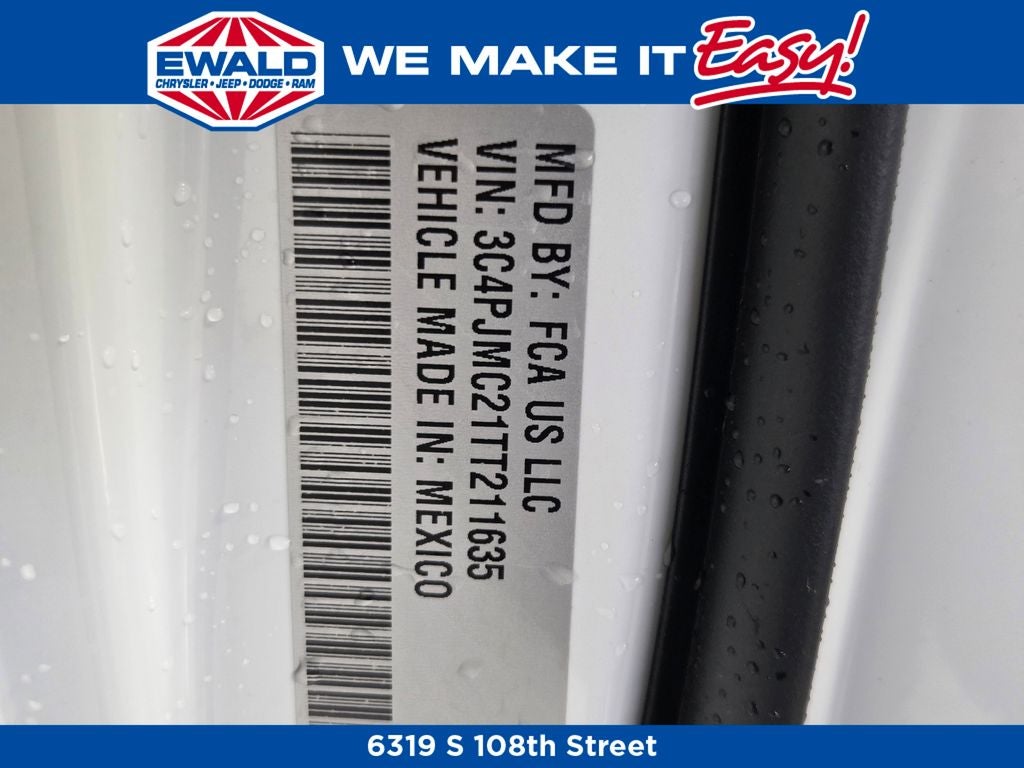 EWALD
CHRYSLER • JEEP • DODGE • RAM
WE MAKE IT Easy!
MFD BY: FCA US LLC
VIN: 3C4PJMC21TT211635
VEHICLE MADE IN: MEXICO
6319 S 108th Street